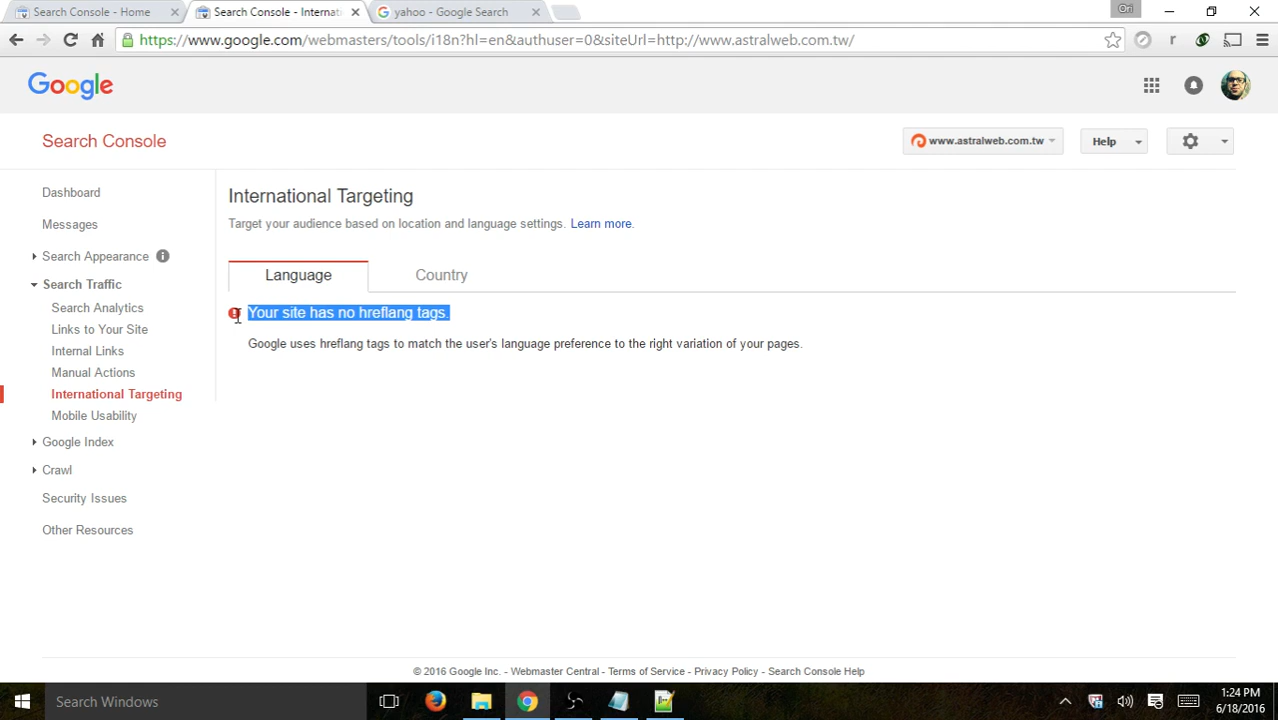 Search Console - Home
Search Console - Internat
yahoo - Google Search
Ori
https://www.google.com/webmasters/tools/i18n?hl=en&authuser=0&siteUrl=http://www.astralweb.com.tw/
Google
Search Console
www.astralweb.com.tw
Help
Dashboard
Messages
Search Appearance
Search Traffic
Search Analytics
Links to Your Site
Internal Links
Manual Actions
International Targeting
Mobile Usability
Google Index
Crawl
Security Issues
Other Resources
International Targeting
Target your audience based on location and language settings. Learn more.
Language
Country
Your site has no hreflang tags.
Google uses hreflang tags to match the user's language preference to the right variation of your pages.
© 2016 Google Inc. - Webmaster Central - Terms of Service - Privacy Policy - Search Console Help
Search Windows
1:24 PM
6/18/2016